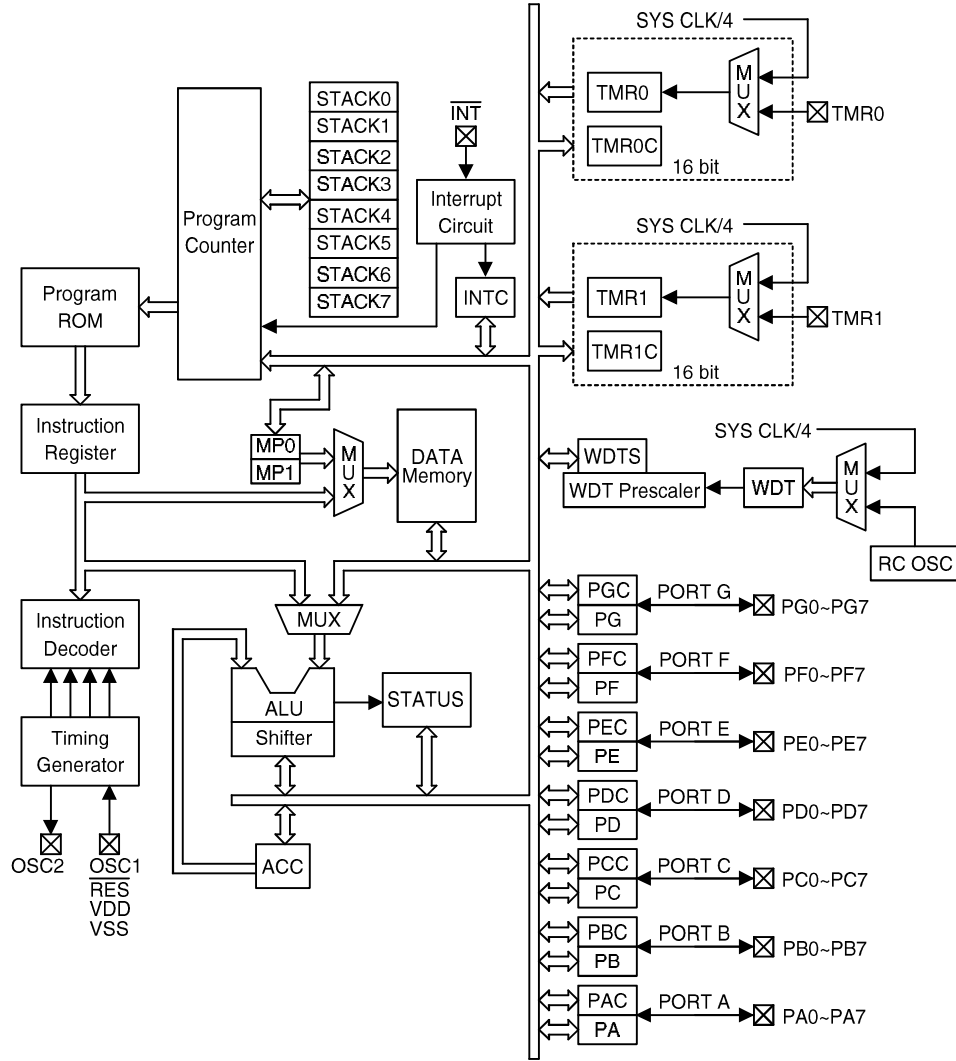 SYS CLK/4
TMR0
MUX
TMR0
TMR0C
16 bit
STACK0
STACK1
STACK2
STACK3
STACK4
STACK5
STACK6
STACK7
INT
Interrupt
Circuit
INTC
Program
Counter
Program
ROM
SYS CLK/4
TMR1
MUX
TMR1
TMR1C
16 bit
Instruction
Register
MP0
MP1
MUX
DATA
Memory
SYS CLK/4
WDTS
WDT Prescaler
WDT
MUX
RC OSC
Instruction
Decoder
MUX
ALU
Shifter
STATUS
Timing
Generator
OSC2
OSC1
RES
VDD
VSS
ACC
PGC
PG
PORT G
PG0~PG7
PFC
PF
PORT F
PF0~PF7
PEC
PE
PORT E
PE0~PE7
PDC
PD
PORT D
PD0~PD7
PCC
PC
PORT C
PC0~PC7
PBC
PB
PORT B
PB0~PB7
PAC
PA
PORT A
PA0~PA7